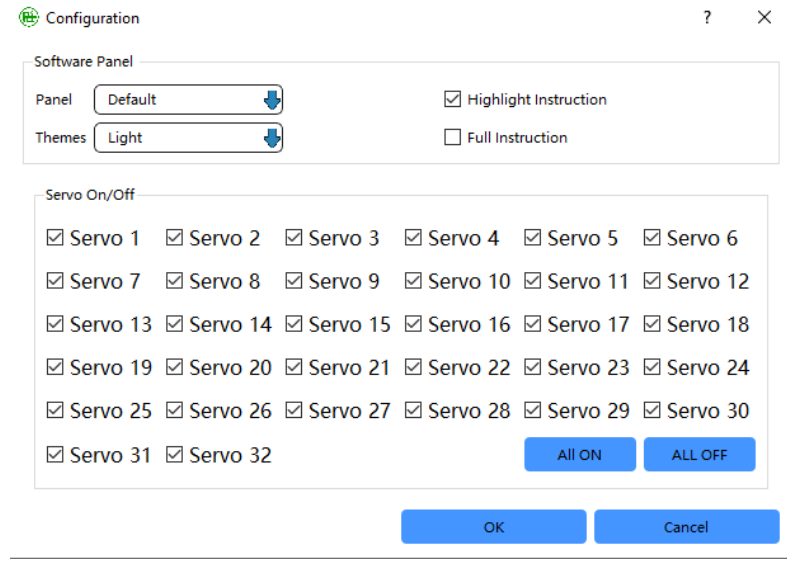 Configuration ?
Software Panel
Panel Default Highlight Instruction
Themes Light Full Instruction
Servo On/Off
Servo 1 Servo 2 Servo 3 Servo 4 Servo 5 Servo 6
Servo 7 Servo 8 Servo 9 Servo 10 Servo 11 Servo 12
Servo 13 Servo 14 Servo 15 Servo 16 Servo 17 Servo 18
Servo 19 Servo 20 Servo 21 Servo 22 Servo 23 Servo 24
Servo 25 Servo 26 Servo 27 Servo 28 Servo 29 Servo 30
Servo 31 Servo 32 All ON ALL OFF
OK Cancel